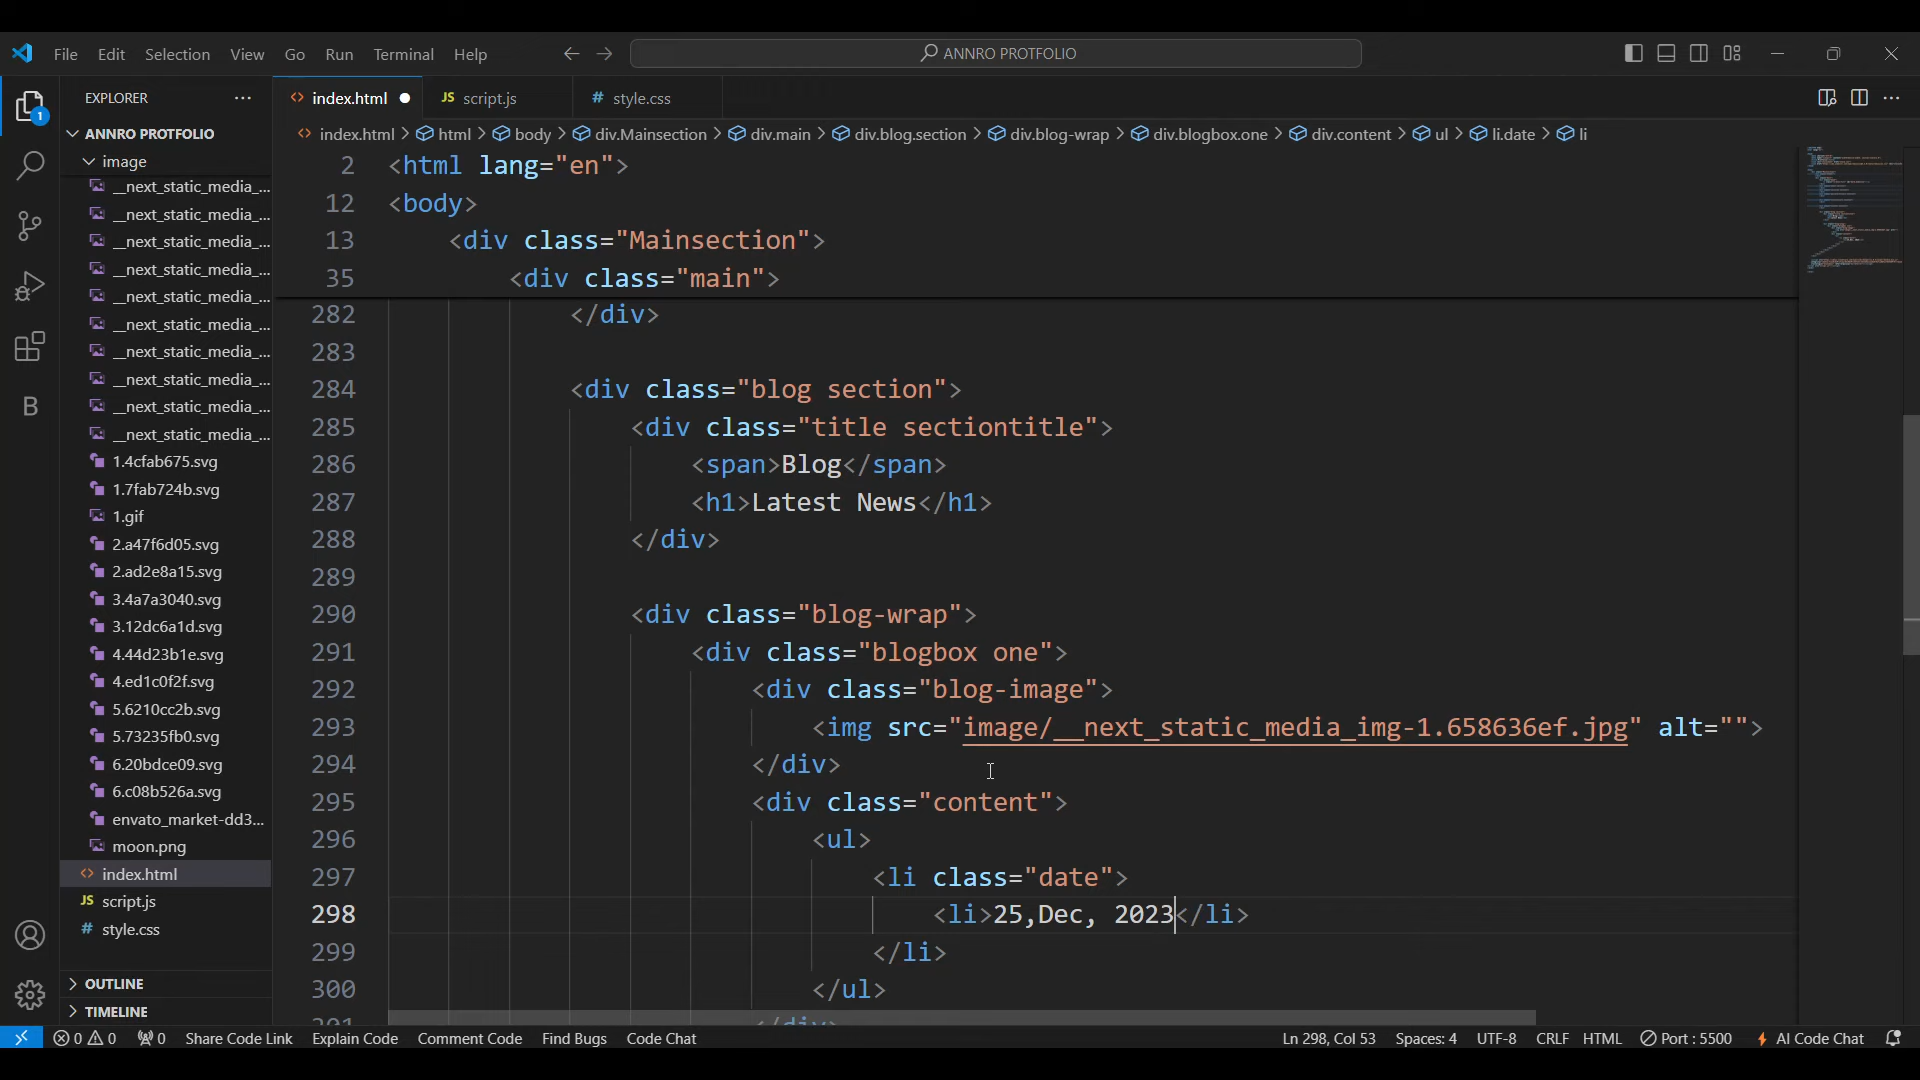 File Edit Selection View Go Run Terminal Help
ANNRO PROTFOLIO
EXPLORER
index.html
JS script.js
# style.css
ANNRO PROTFOLIO
index.html > html > body > div.Mainsection > div.main > div.blog.section > div.blog-wrap > div.blogbox.one > div.content > ul > li.date > li
image
__next_static_media_...
__next_static_media_...
__next_static_media_...
__next_static_media_...
__next_static_media_...
__next_static_media_...
__next_static_media_...
__next_static_media_...
__next_static_media_...
__next_static_media_...
1.4cfab675.svg
1.7fab724b.svg
1.gif
2.a47f6d05.svg
2.ad2e8a15.svg
3.4a7a3040.svg
3.12dc6a1d.svg
4.44d23b1e.svg
4.ed1c0f2f.svg
5.6210cc2b.svg
5.73235fb0.svg
6.20bdce09.svg
6.c08b526a.svg
envato_market-dd3...
moon.png
index.html
JS script.js
# style.css
OUTLINE
TIMELINE
1
B
2 <html lang="en">
12 <body>
13 <div class="Mainsection">
35 <div class="main">
282 </div>
283
284 <div class="blog section">
285 <div class="title sectiontitle">
286 <span>Blog</span>
287 <h1>Latest News</h1>
288 </div>
289
290 <div class="blog-wrap">
291 <div class="blogbox one">
292 <div class="blog-image">
293 <img src="image/__next_static_media_img-1.658636ef.jpg" alt="">
294 </div>
295 <div class="content">
296 <ul>
297 <li class="date">
298 <li>25,Dec, 2023</li>
299 </li>
300 </ul>
301 </div>
0 0 0 Share Code Link Explain Code Comment Code Find Bugs Code Chat
Ln 298, Col 53 Spaces: 4 UTF-8 CRLF HTML Port : 5500 AI Code Chat